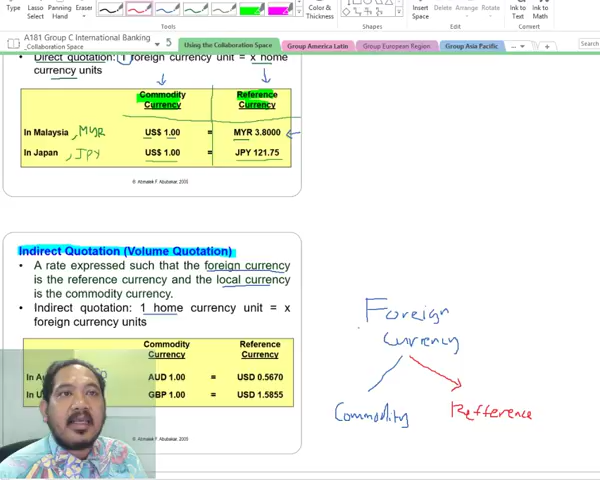 Type
Lasso Select
Panning Hand
Eraser
Color & Thickness
Insert Space
Delete
Arrange
Rotate
Ink to Text
Ink to Math
Tools
Shapes
Edit
Convert
A181 Group C International Banking
_Collaboration Space
5
Using the Collaboration Space
Group America Latin
Group European Region
Group Asia Pacific
...
+
Search
• Direct quotation: 1 foreign currency unit = x home
currency units
Commodity Currency
Reference Currency
In Malaysia , MYR US$ 1.00 = MYR 3.8000
In Japan , JPY US$ 1.00 = JPY 121.75
Indirect Quotation (Volume Quotation)
• A rate expressed such that the foreign currency
is the reference currency and the local currency
is the commodity currency.
• Indirect quotation: 1 home currency unit = x
foreign currency units
Commodity Currency
Reference Currency
AUD 1.00 = USD 0.5670
GBP 1.00 = USD 1.5855
Foreign
Currency
Commodity
Refference